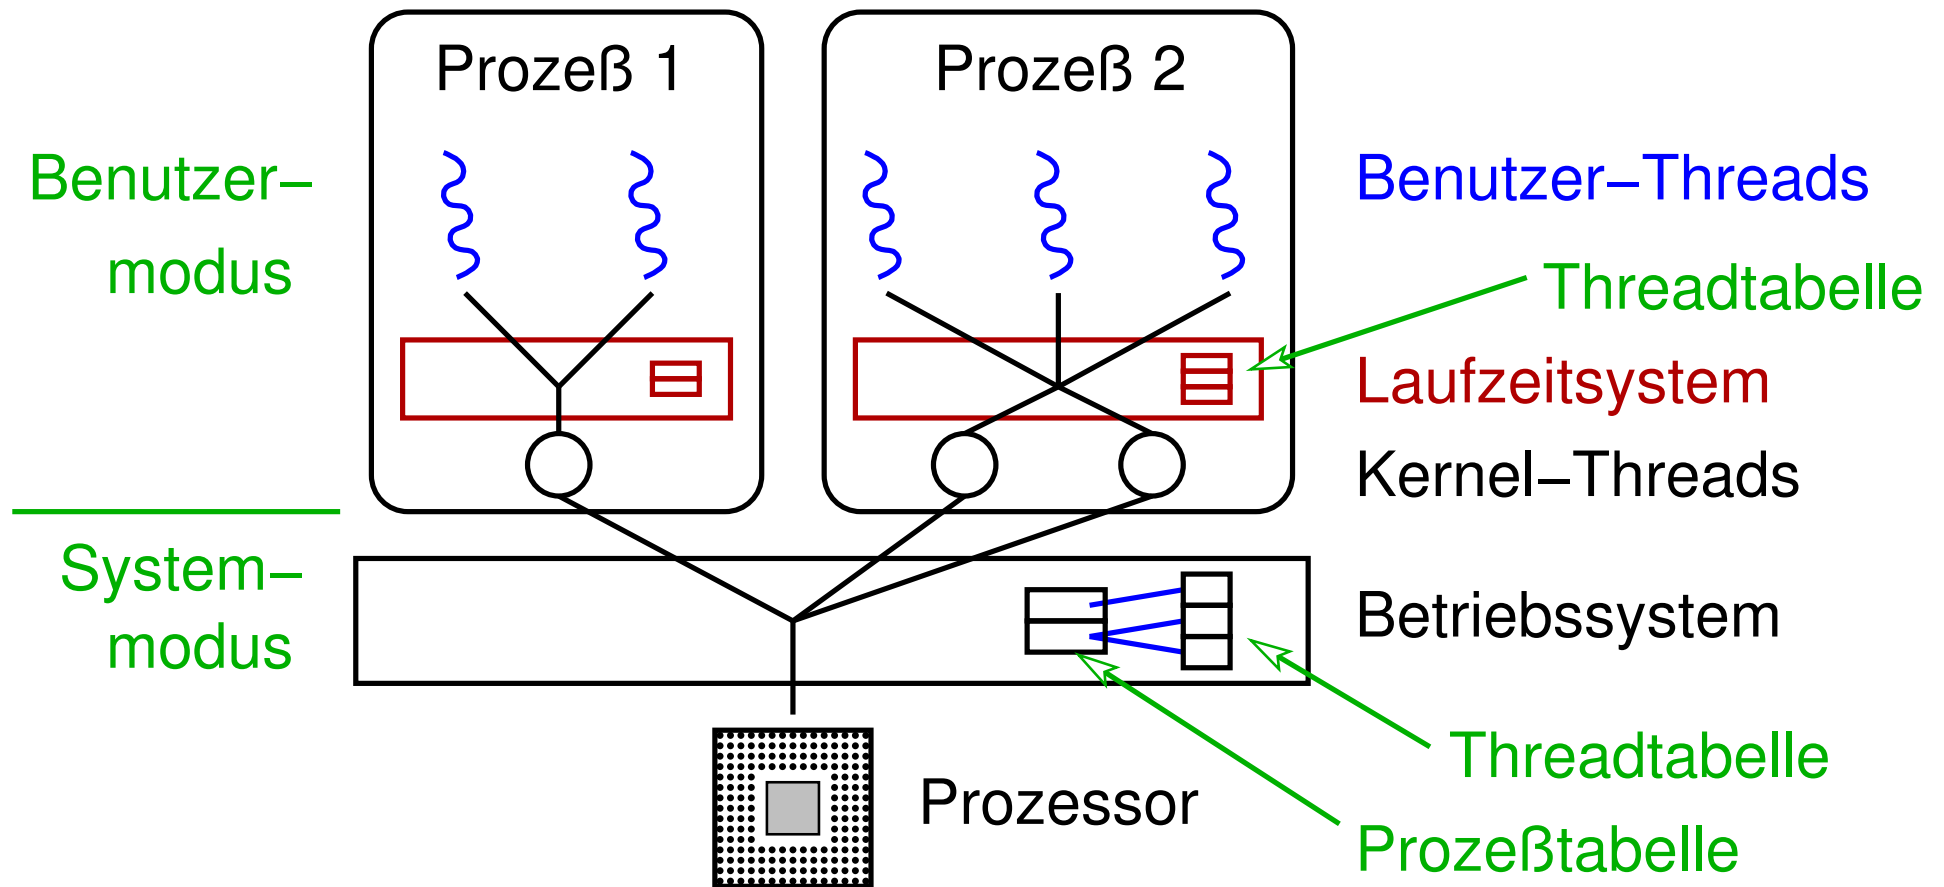 Prozeß 1
Prozeß 2
Benutzer–
modus
Benutzer–Threads
Threadtabelle
Laufzeitsystem
Kernel–Threads
System–
modus
Betriebssystem
Threadtabelle
Prozessor
Prozeßtabelle